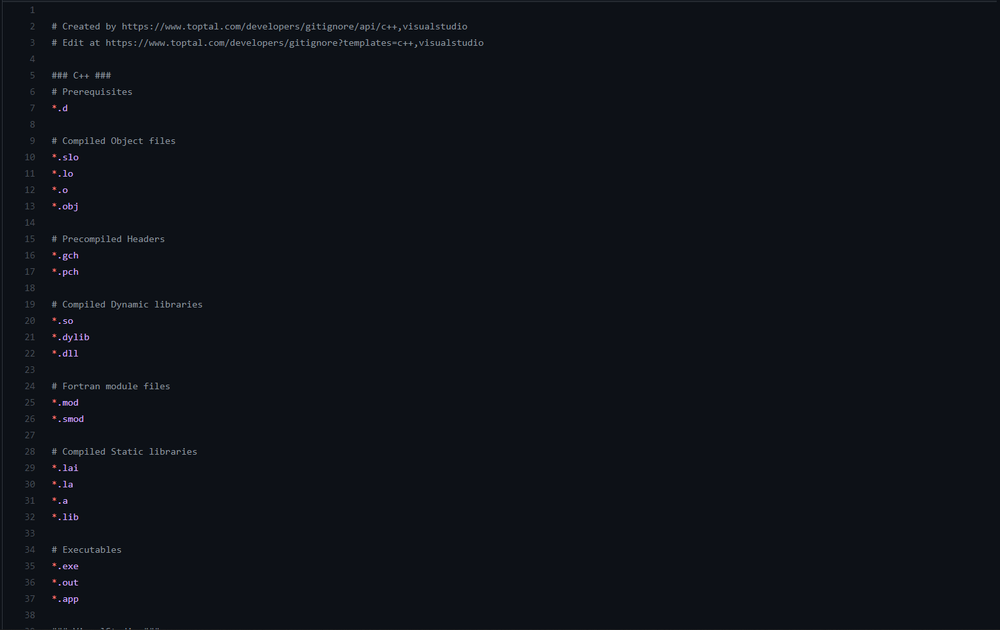 1
2 # Created by https://www.toptal.com/developers/gitignore/api/c++,visualstudio
3 # Edit at https://www.toptal.com/developers/gitignore?templates=c++,visualstudio
4
5 ### C++ ###
6 # Prerequisites
7 *.d
8
9 # Compiled Object files
10 *.slo
11 *.lo
12 *.o
13 *.obj
14
15 # Precompiled Headers
16 *.gch
17 *.pch
18
19 # Compiled Dynamic libraries
20 *.so
21 *.dylib
22 *.dll
23
24 # Fortran module files
25 *.mod
26 *.smod
27
28 # Compiled Static libraries
29 *.lai
30 *.la
31 *.a
32 *.lib
33
34 # Executables
35 *.exe
36 *.out
37 *.app
38